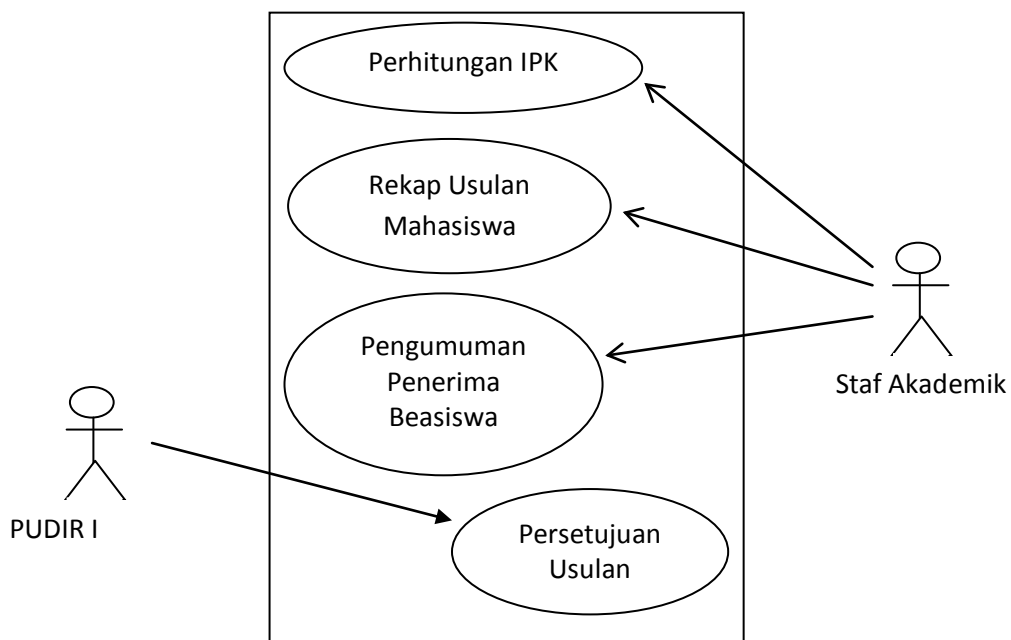 Perhitungan IPK
Rekap Usulan
Mahasiswa
Pengumuman
Penerima
Beasiswa
Staf Akademik
PUDIR I
Persetujuan
Usulan